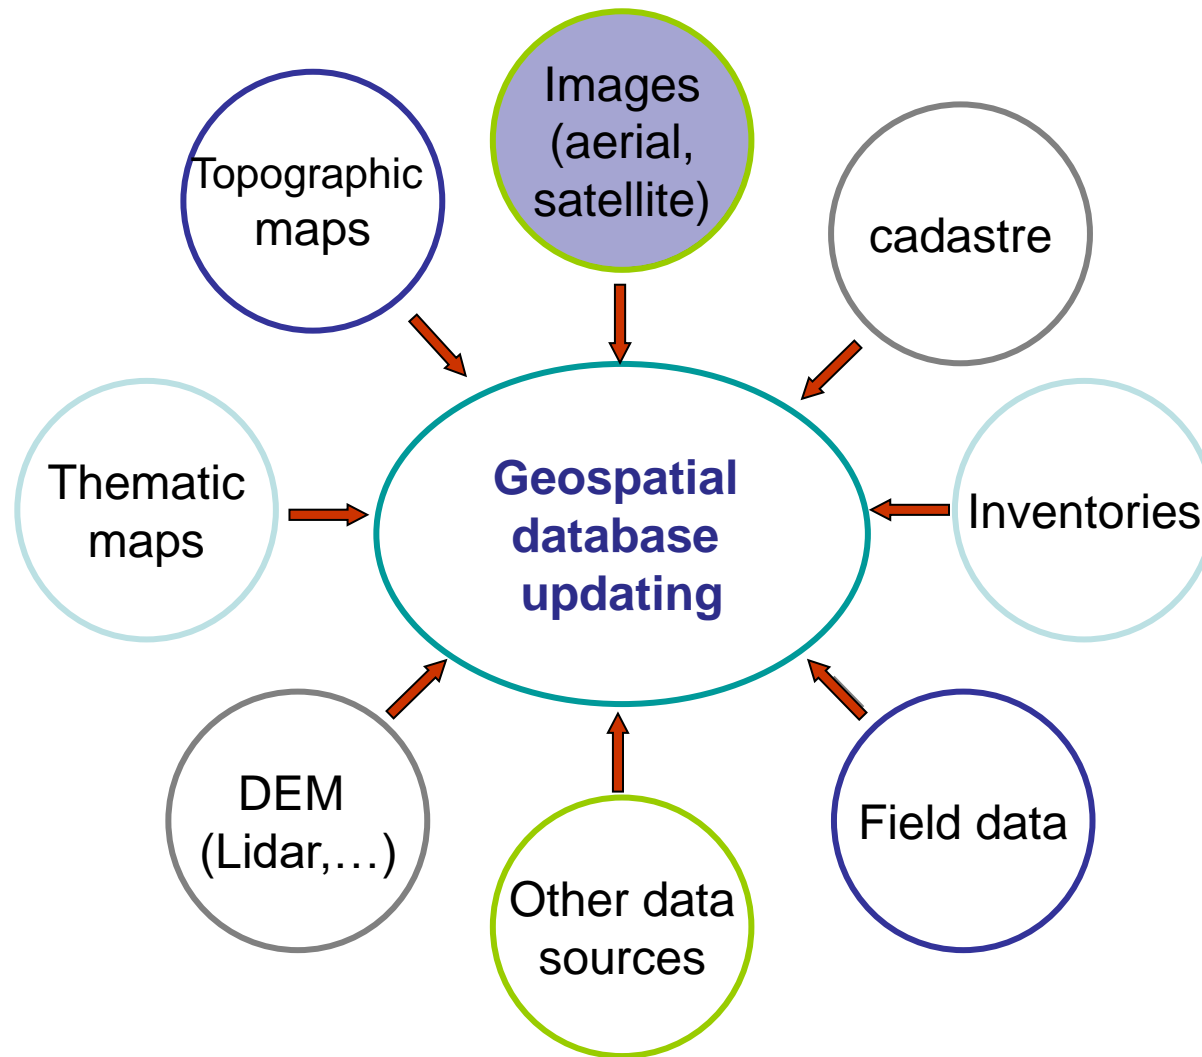 Images
(aerial,
satellite)
Topographic
maps
cadastre
Thematic
maps
Geospatial
database
updating
Inventories
DEM
(Lidar,…)
Field data
Other data
sources